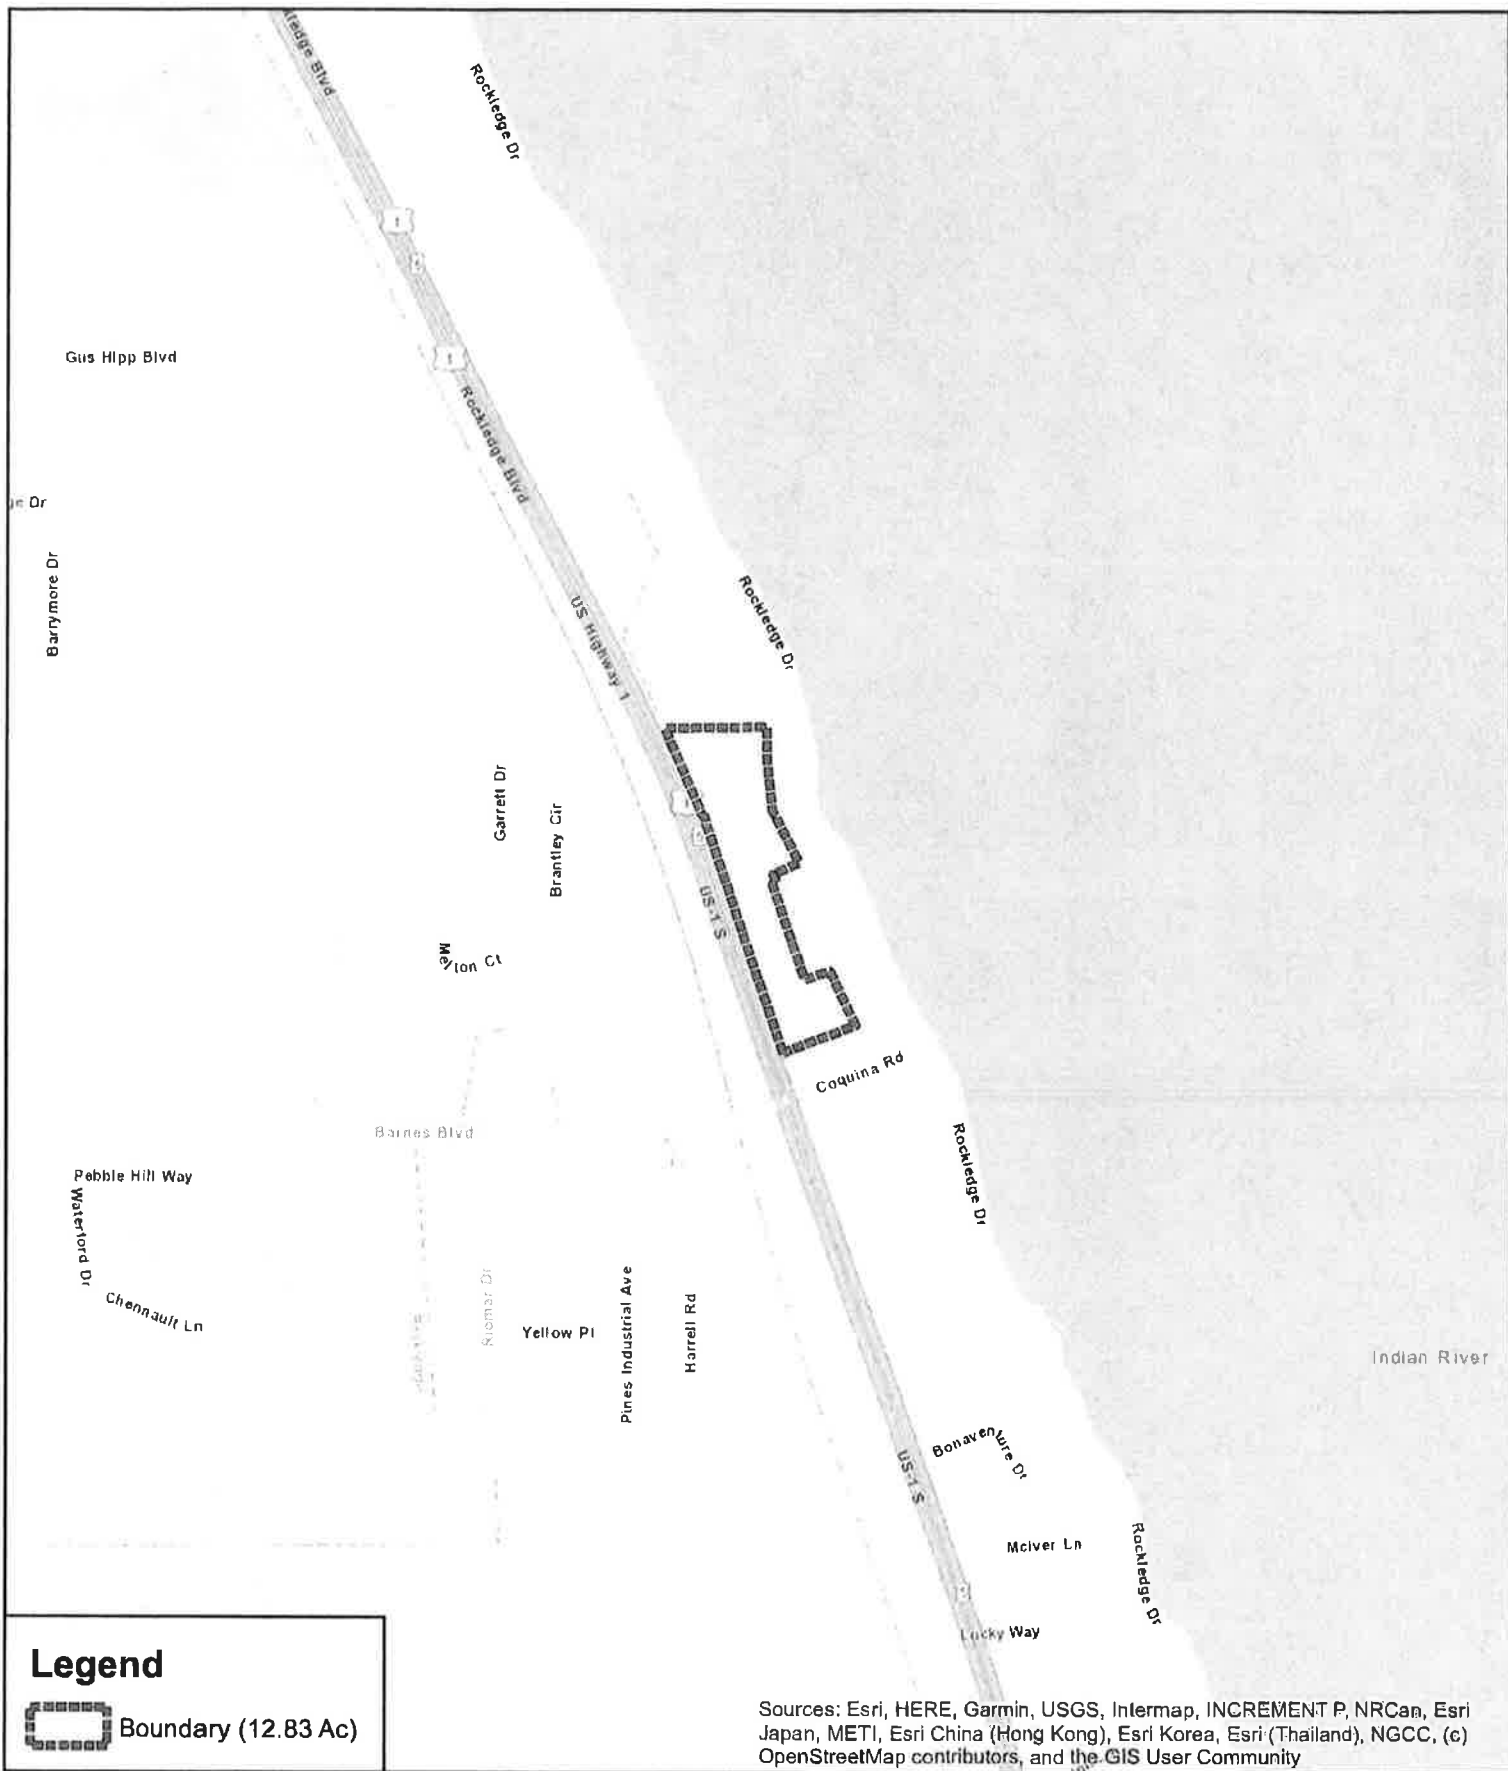 Rockledge Dr
1
Gus Hipp Blvd
1
Rockledge Blvd
ge Dr
Barrymore Dr
US Highway 1
Rockledge Dr
Garrett Dr
Brantley Cir
US-1 S
Melton Ct
Coquina Rd
Barnes Blvd
Rockledge Dr
Pebble Hill Way
Waterford Dr
Chennault Ln
Yellow Pl
Pines Industrial Ave
Harrell Rd
Indian River
Bonaventure Dr
US-1 S
McIver Ln
Rockledge Dr
Lucky Way
Legend
Boundary (12.83 Ac)
Sources: Esri, HERE, Garmin, USGS, Intermap, INCREMENT P, NRCan, Esri
Japan, METI, Esri China (Hong Kong), Esri Korea, Esri (Thailand), NGCC, (c)
OpenStreetMap contributors, and the GIS User Community